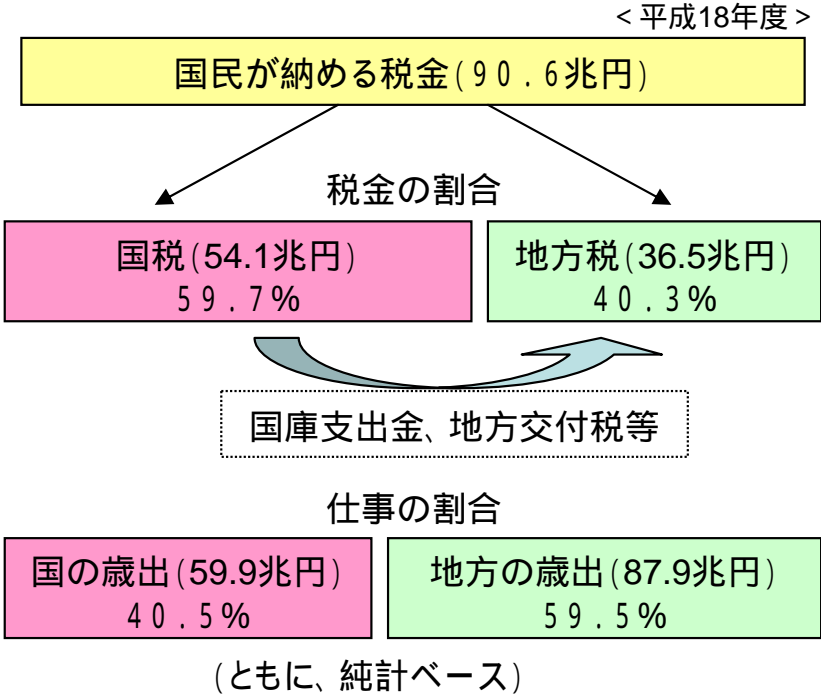 <平成18年度>
国民が納める税金(90.6兆円)
税金の割合
国税(54.1兆円)
59.7%
地方税(36.5兆円)
40.3%
国庫支出金、地方交付税等
仕事の割合
国の歳出(59.9兆円)
40.5%
地方の歳出(87.9兆円)
59.5%
(ともに、純計ベース)